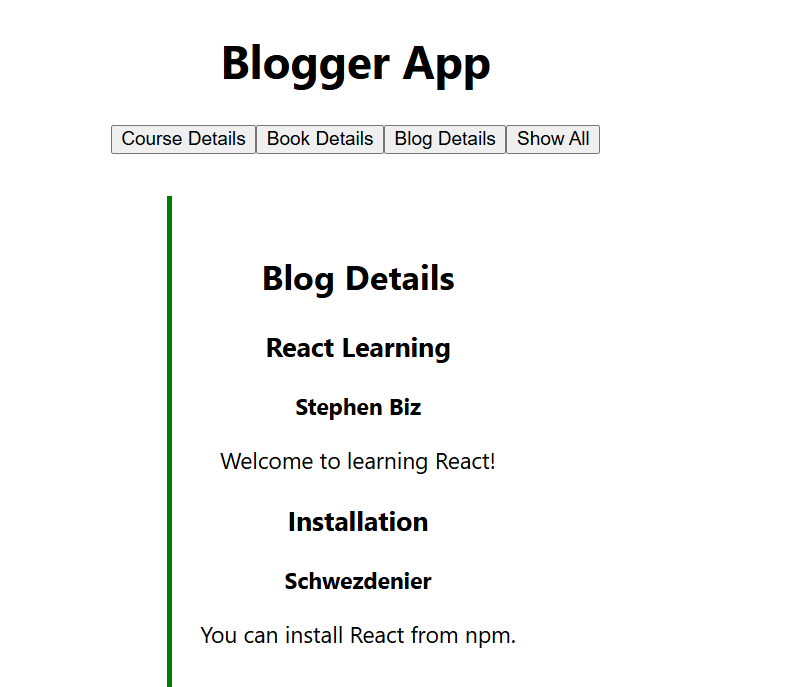 Blogger App
Course Details Book Details Blog Details Show All
Blog Details
React Learning
Stephen Biz
Welcome to learning React!
Installation
Schwezdenier
You can install React from npm.